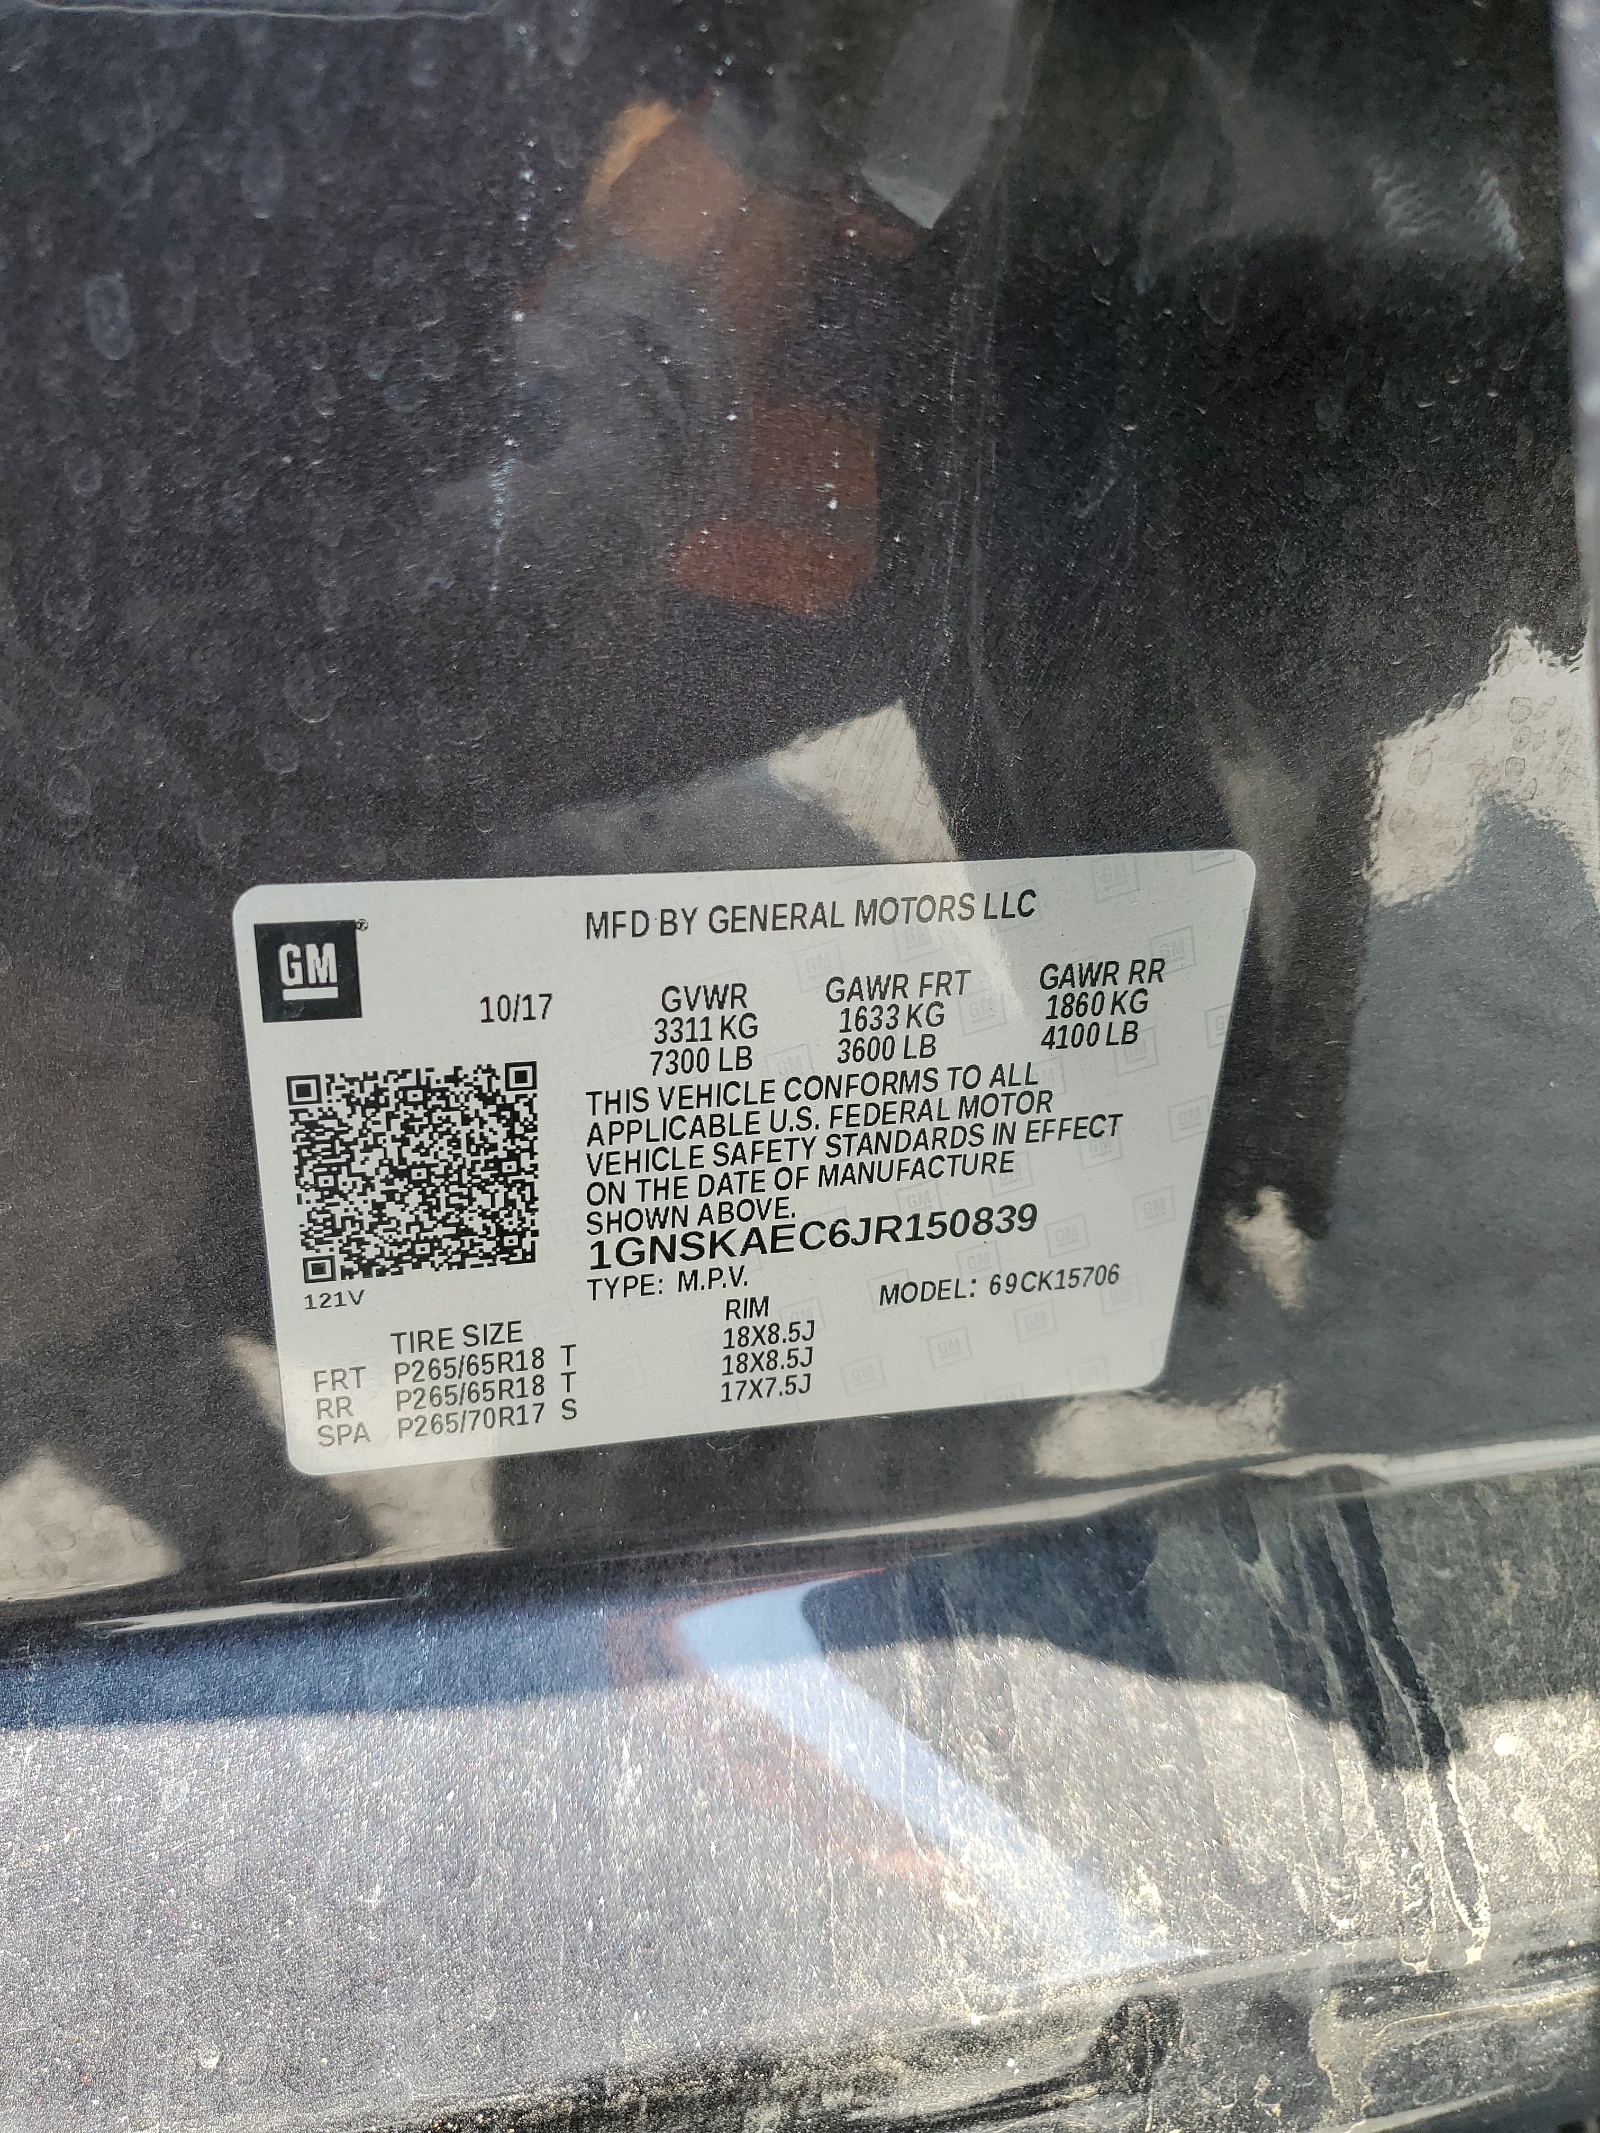 MFD BY GENERAL MOTORS LLC
GM
10/17 GVWR GAWR FRT GAWR RR
3311 KG 1633 KG 1860 KG
7300 LB 3600 LB 4100 LB
THIS VEHICLE CONFORMS TO ALL
APPLICABLE U.S. FEDERAL MOTOR
VEHICLE SAFETY STANDARDS IN EFFECT
ON THE DATE OF MANUFACTURE
SHOWN ABOVE.
1GNSKAEC6JR150839
TYPE: M.P.V. MODEL: 69CK15706
121V
TIRE SIZE RIM
FRT P265/65R18 T 18X8.5J
RR P265/65R18 T 18X8.5J
SPA P265/70R17 S 17X7.5J